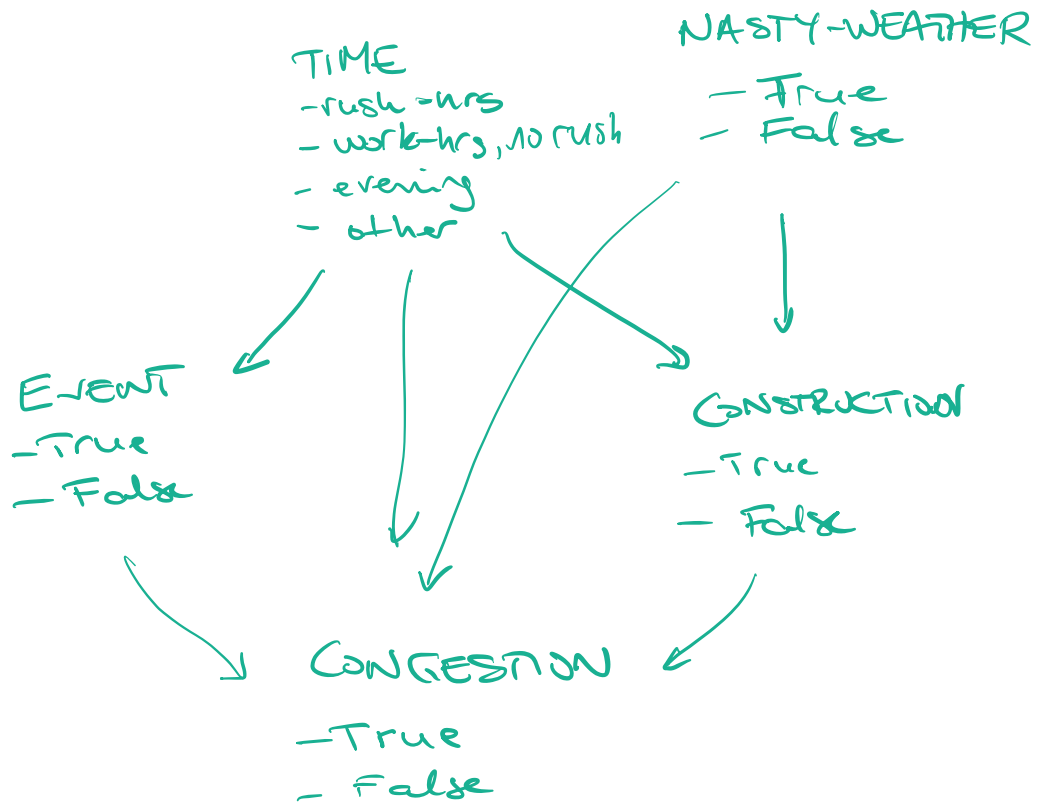 TIME
-rush-hrs
- work-hrs, no rush
- evening
- other
NASTY-WEATHER
- True
- False
EVENT
-True
- False
CONSTRUCTION
-True
- False
CONGESTION
-True
- False